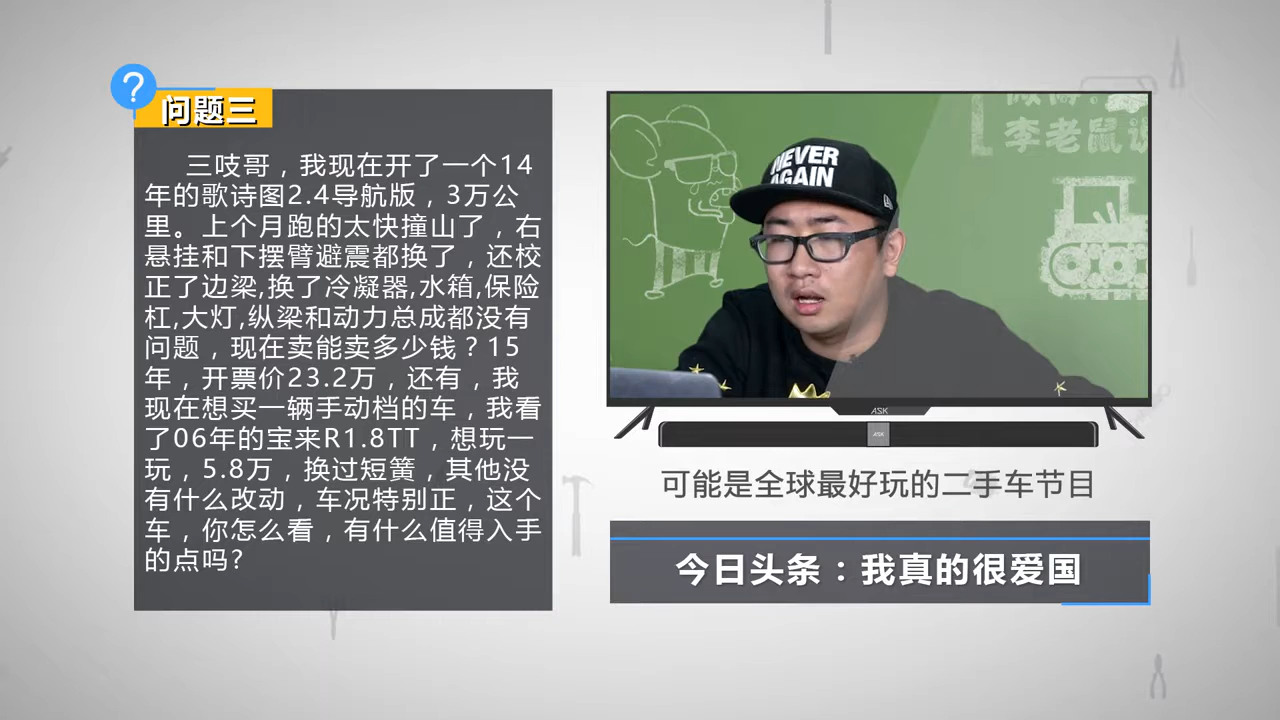 ?
问题三
三吱哥，我现在开了一个14
年的歌诗图2.4导航版，3万公
里。上个月跑的太快撞山了，右
悬挂和下摆臂避震都换了，还校
正了边梁,换了冷凝器,水箱,保险
杠,大灯,纵梁和动力总成都没有
问题，现在卖能卖多少钱？15
年，开票价23.2万，还有，我
现在想买一辆手动档的车，我看
了06年的宝来R1.8TT，想玩一
玩，5.8万，换过短簧，其他没
有什么改动，车况特别正，这个
车，你怎么看，有什么值得入手
的点吗?
李老鼠说
NEVER
AGAIN
ASK
ASK
可能是全球最好玩的二手车节目
今日头条：我真的很爱国